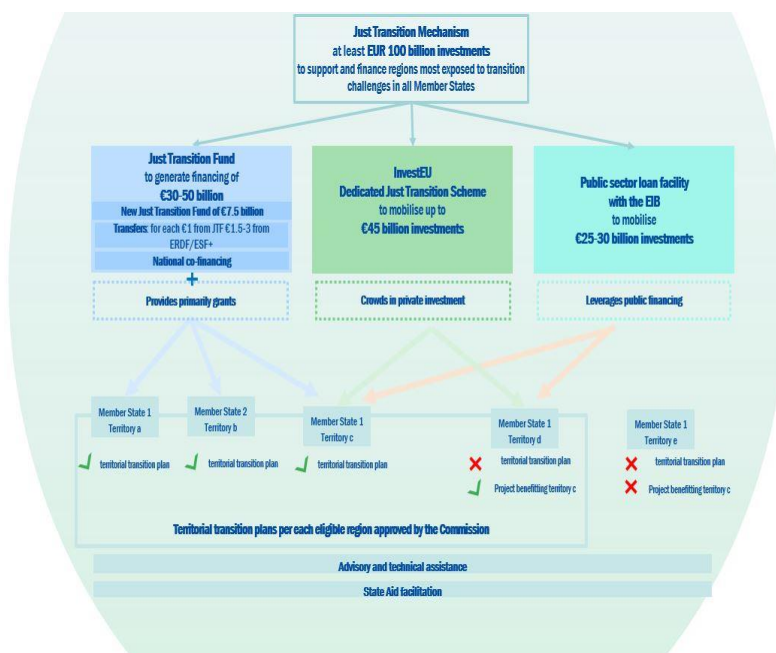 Just Transition Mechanism
at least EUR 100 billion investments
to support and finance regions most exposed to transition
challenges in all Member States
Just Transition Fund
to generate financing of
€30-50 billion
New Just Transition Fund of €7.5 billion
Transfers: for each €1 from JTF €1.5-3 from
ERDF/ESF+
National co-financing
+
Provides primarily grants
InvestEU
Dedicated Just Transition Scheme
to mobilise up to
€45 billion investments
Crowds in private investment
Public sector loan facility
with the EIB
to mobilise
€25-30 billion investments
Leverages public financing
Member State 1
Territory a
territorial transition plan
Member State 2
Territory b
territorial transition plan
Member State 1
Territory c
territorial transition plan
Member State 1
Territory d
territorial transition plan
Project benefitting territory c
Member State 1
Territory e
territorial transition plan
Project benefitting territory c
Territorial transition plans per each eligible region approved by the Commission
Advisory and technical assistance
State Aid facilitation